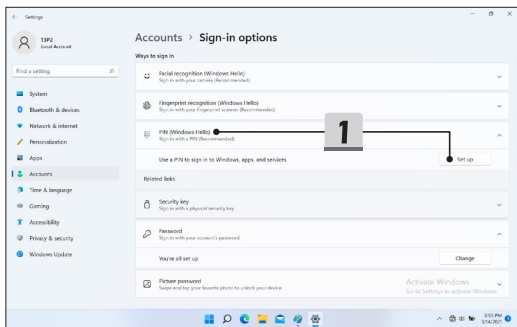 Settings
13P2
Local Account
Find a setting
System
Bluetooth & devices
Network & internet
Personalization
Apps
Accounts
Time & language
Gaming
Accessibility
Privacy & security
Windows Update
Accounts > Sign-in options
Ways to sign in
Facial recognition (Windows Hello)
Sign in with your camera (Recommended)
Fingerprint recognition (Windows Hello)
Sign in with your fingerprint scanner (Recommended)
PIN (Windows Hello)
Sign in with a PIN (Recommended)
1
Use a PIN to sign in to Windows, apps, and services
Set up
Related links
Security key
Sign in with a physical security key
Password
Sign in with your account's password
You're all set up
Change
Picture password
Swipe and tap your favorite photo to unlock your device
Activate Windows
Go to Settings to activate Windows.
6:53 PM
5/14/2021